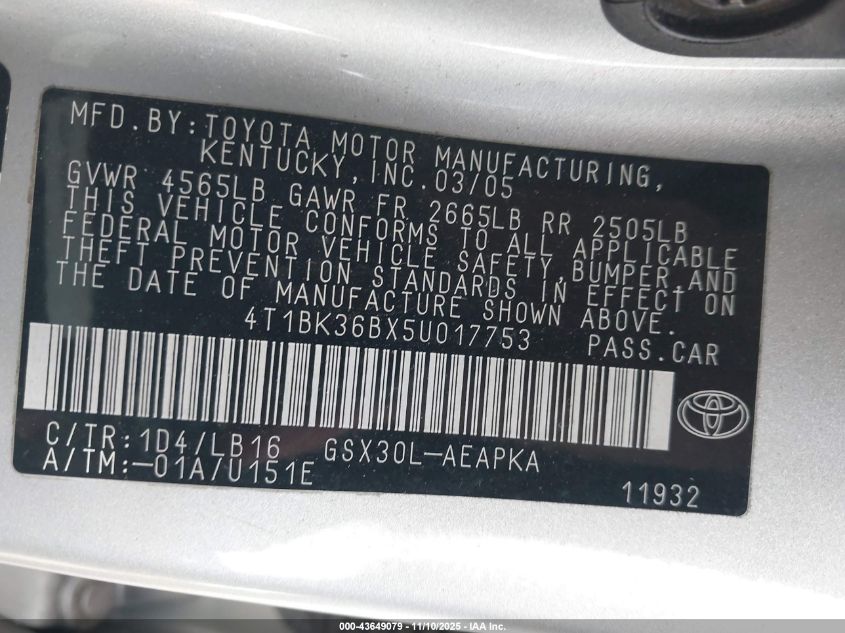 MFD.BY:TOYOTA MOTOR MANUFACTURING,
KENTUCKY,INC.03/05
GVWR 4565LB GAWR FR 2665LB RR 2505LB
THIS VEHICLE CONFORMS TO ALL APPLICABLE
FEDERAL MOTOR VEHICLE SAFETY,BUMPER,AND
THEFT PREVENTION STANDARDS IN EFFECT ON
THE DATE OF MANUFACTURE SHOWN ABOVE.
4T1BK36BX5U017753 PASS.CAR
C/TR:1D4/LB16 GSX30L-AEAPKA
A/TM:-01A/U151E
11932
000-43649079 - 11/10/2025 - IAA Inc.